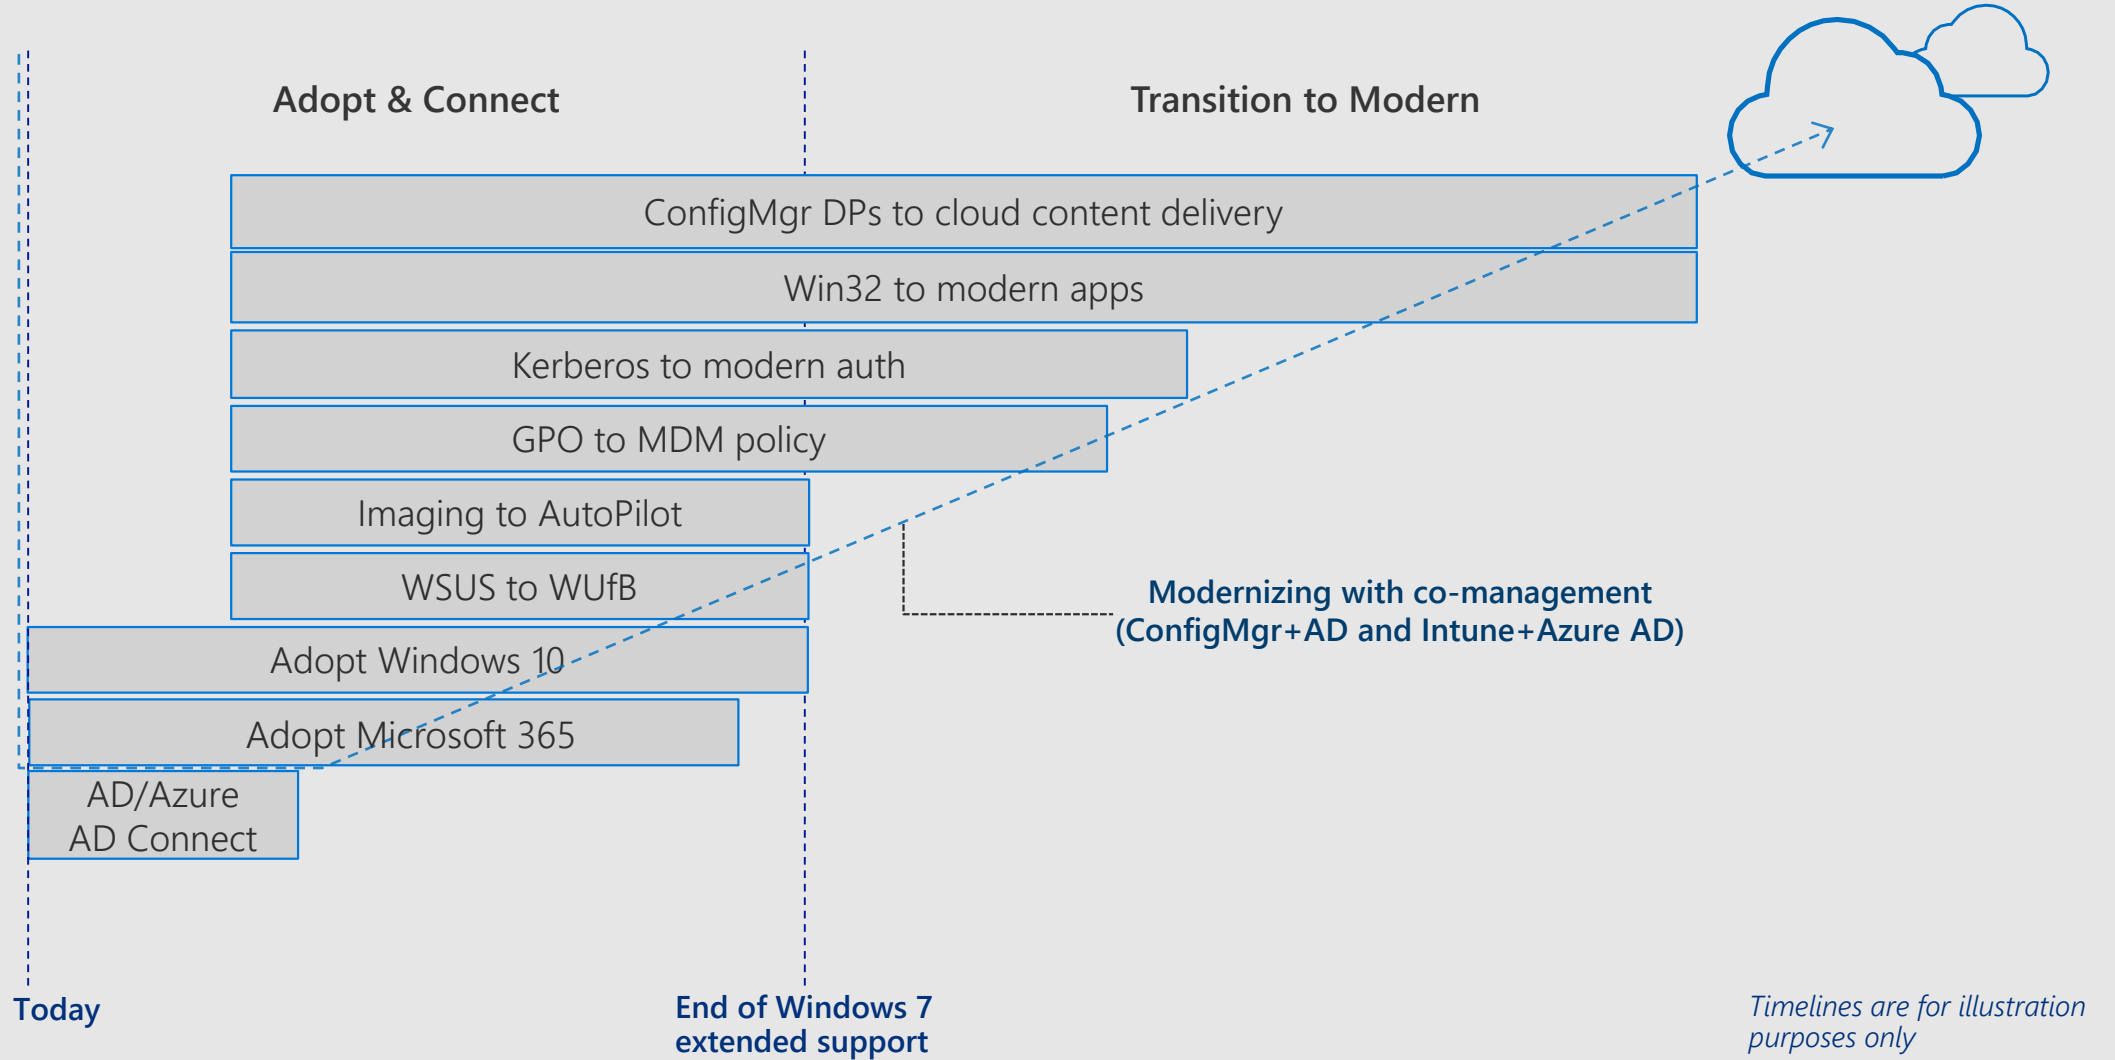 Adopt & Connect
Transition to Modern
ConfigMgr DPs to cloud content delivery
Win32 to modern apps
Kerberos to modern auth
GPO to MDM policy
Imaging to AutoPilot
WSUS to WUfB
Adopt Windows 10
Adopt Microsoft 365
AD/Azure
AD Connect
Modernizing with co-management
(ConfigMgr+AD and Intune+Azure AD)
Today
End of Windows 7
extended support
Timelines are for illustration
purposes only